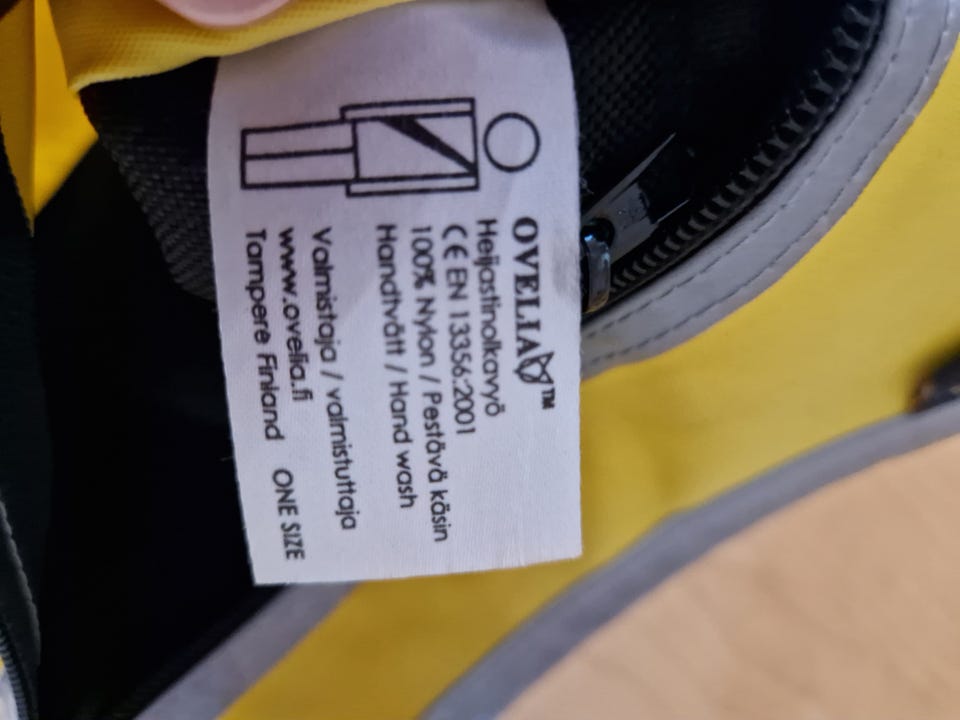 OVELIA™
Heijastinolkavyö
CE EN 13356:2001
100% Nylon / Pestävä käsin
Handtvätt / Hand wash
Valmistaja / valmistuttaja
www.ovelia.fi
Tampere Finland ONE SIZE